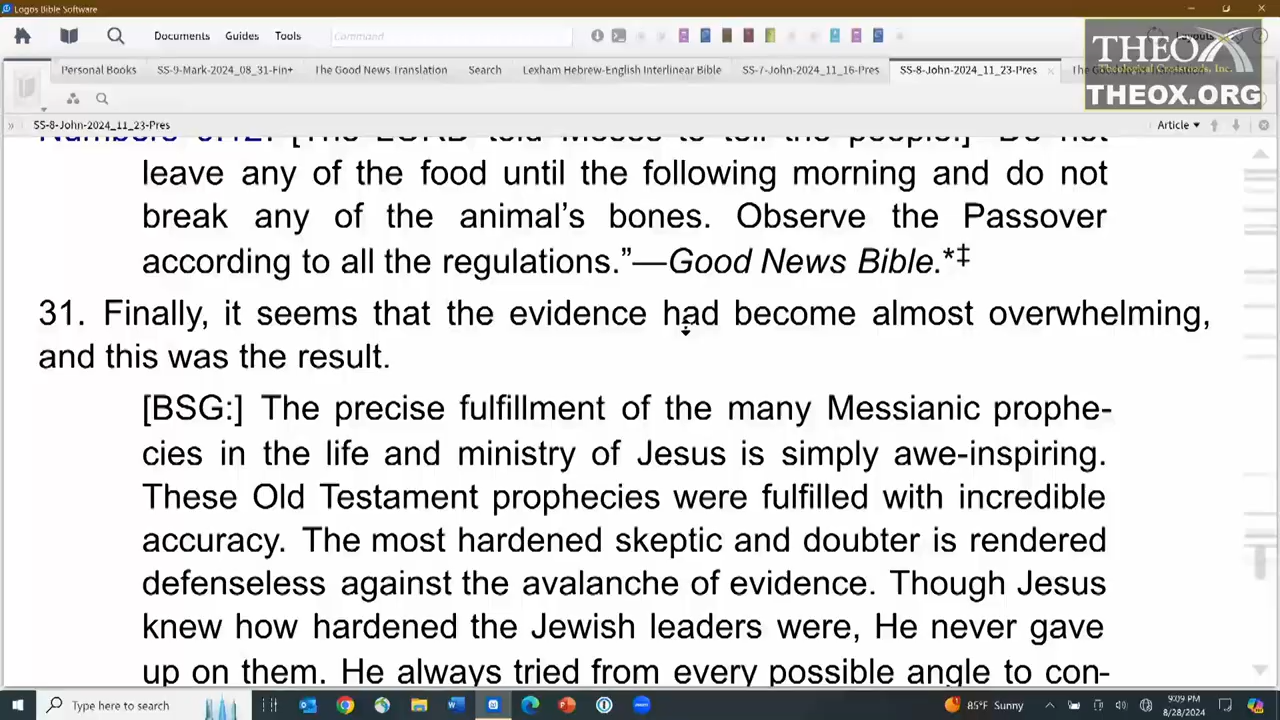 Logos Bible Software
Documents Guides Tools Command
THEOX
Theological Crossroads, Inc.
THEOX.ORG
Personal Books SS-9-Mark-2024_08_31-Fin+ The Good News Search Lexham Hebrew-English Interlinear Bible SS-7-John-2024_11_16-Pres SS-8-John-2024_11_23-Pres
SS-8-John-2024_11_23-Pres Article
leave any of the food until the following morning and do not
break any of the animal's bones. Observe the Passover
according to all the regulations.”—Good News Bible.*‡
31. Finally, it seems that the evidence had become almost overwhelming,
and this was the result.
[BSG:] The precise fulfillment of the many Messianic prophe-
cies in the life and ministry of Jesus is simply awe-inspiring.
These Old Testament prophecies were fulfilled with incredible
accuracy. The most hardened skeptic and doubter is rendered
defenseless against the avalanche of evidence. Though Jesus
knew how hardened the Jewish leaders were, He never gave
up on them. He always tried from every possible angle to con-
Type here to search 85°F Sunny 9:09 PM
8/28/2024